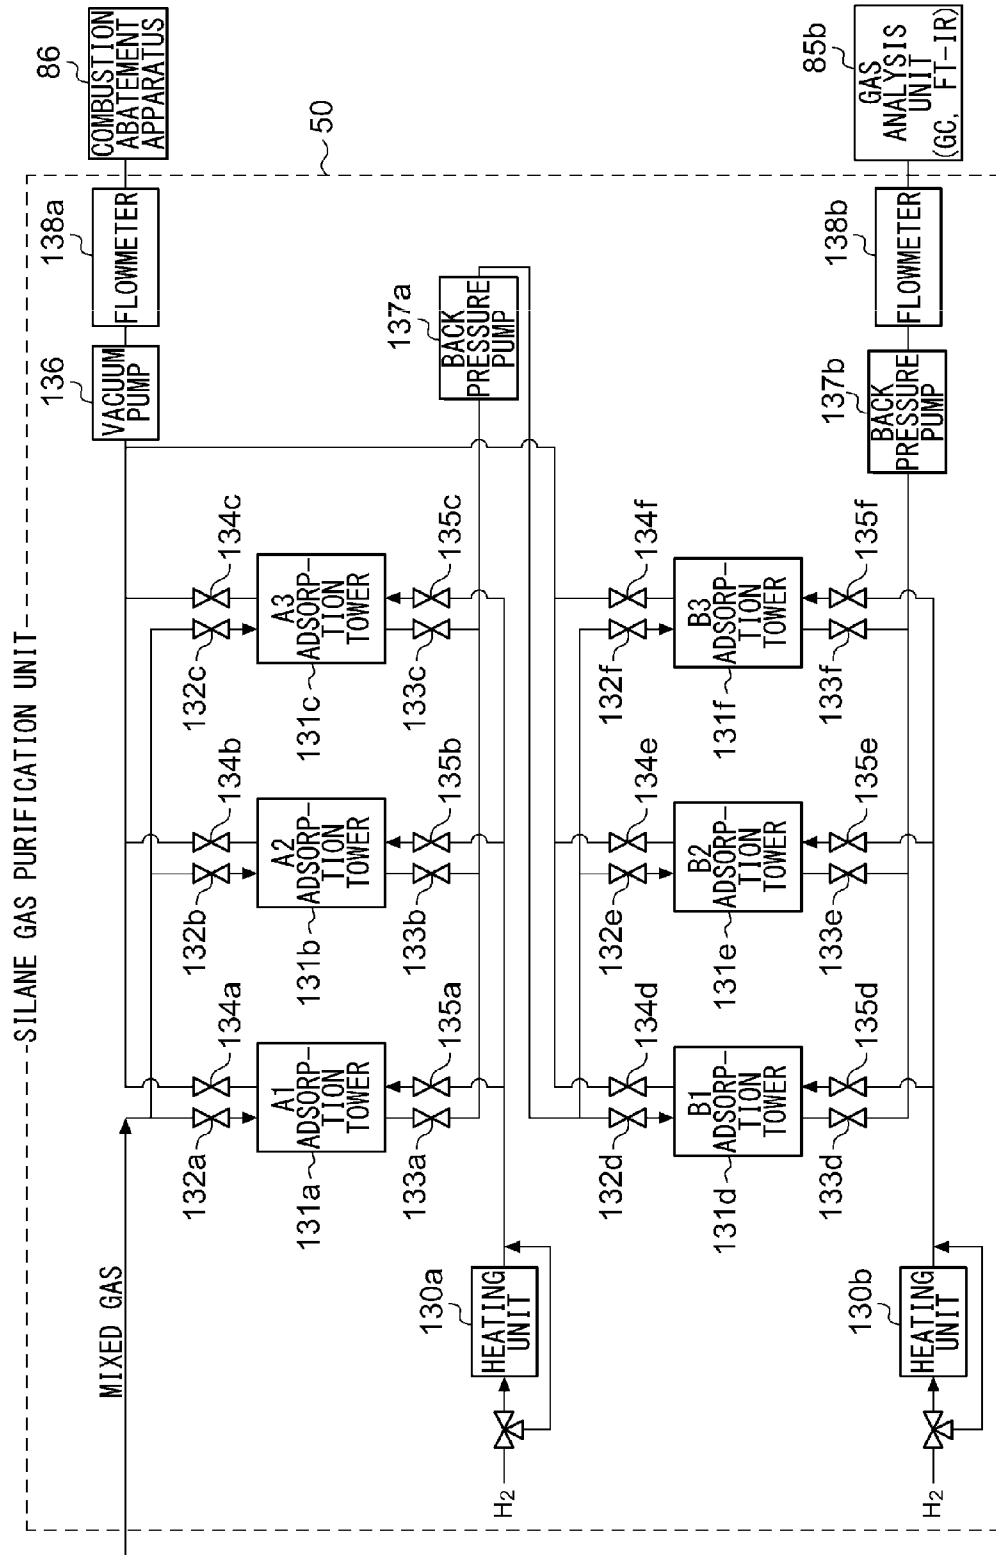 SILANE GAS PURIFICATION UNIT
50
MIXED GAS
136
VACUUM
PUMP
138a
FLOWMETER
86
COMBUSTION
ABATEMENT
APPARATUS
132a
134a
132b
134b
132c
134c
131a
A1
ADSORP-
TION
TOWER
131b
A2
ADSORP-
TION
TOWER
131c
A3
ADSORP-
TION
TOWER
133a
135a
133b
135b
133c
135c
137a
BACK
PRESSURE
PUMP
H2
130a
HEATING
UNIT
132d
134d
132e
134e
132f
134f
131d
B1
ADSORP-
TION
TOWER
131e
B2
ADSORP-
TION
TOWER
131f
B3
ADSORP-
TION
TOWER
133d
135d
133e
135e
133f
135f
137b
BACK
PRESSURE
PUMP
138b
FLOWMETER
85b
GAS
ANALYSIS
UNIT
(GC, FT-IR)
H2
130b
HEATING
UNIT